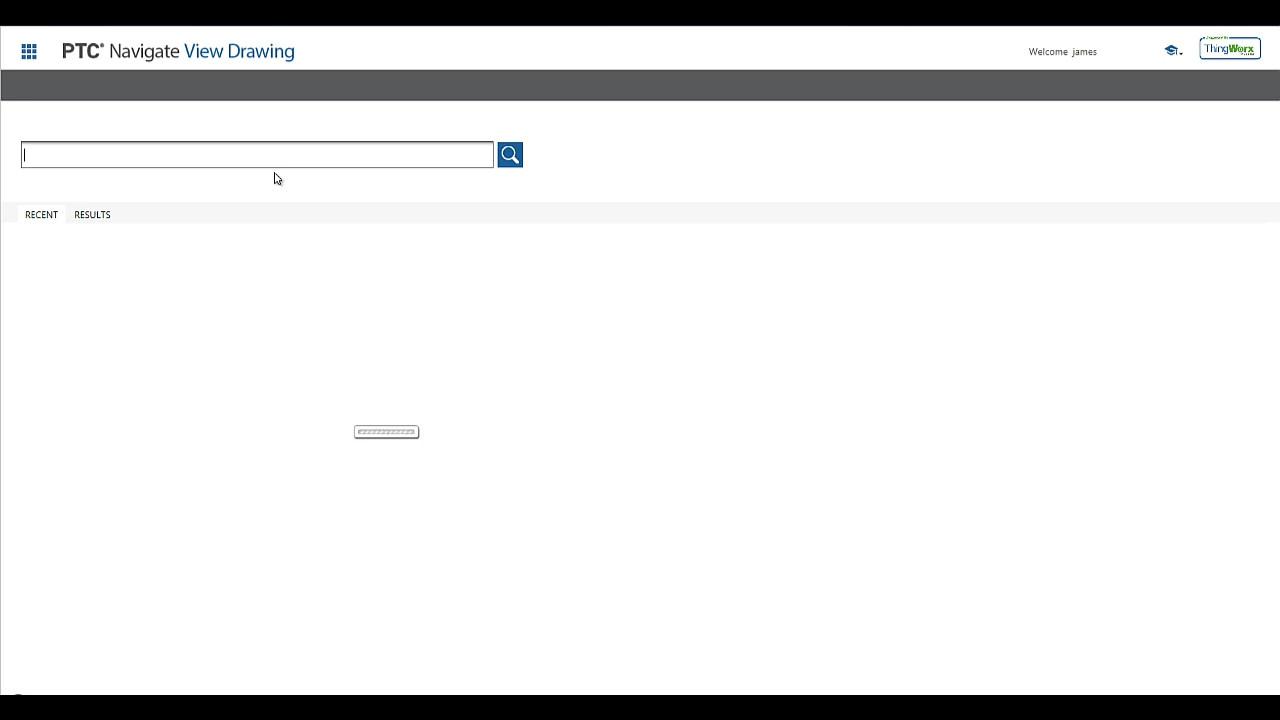 PTC® Navigate View Drawing
Welcome james
ThingWorx
RECENT
RESULTS